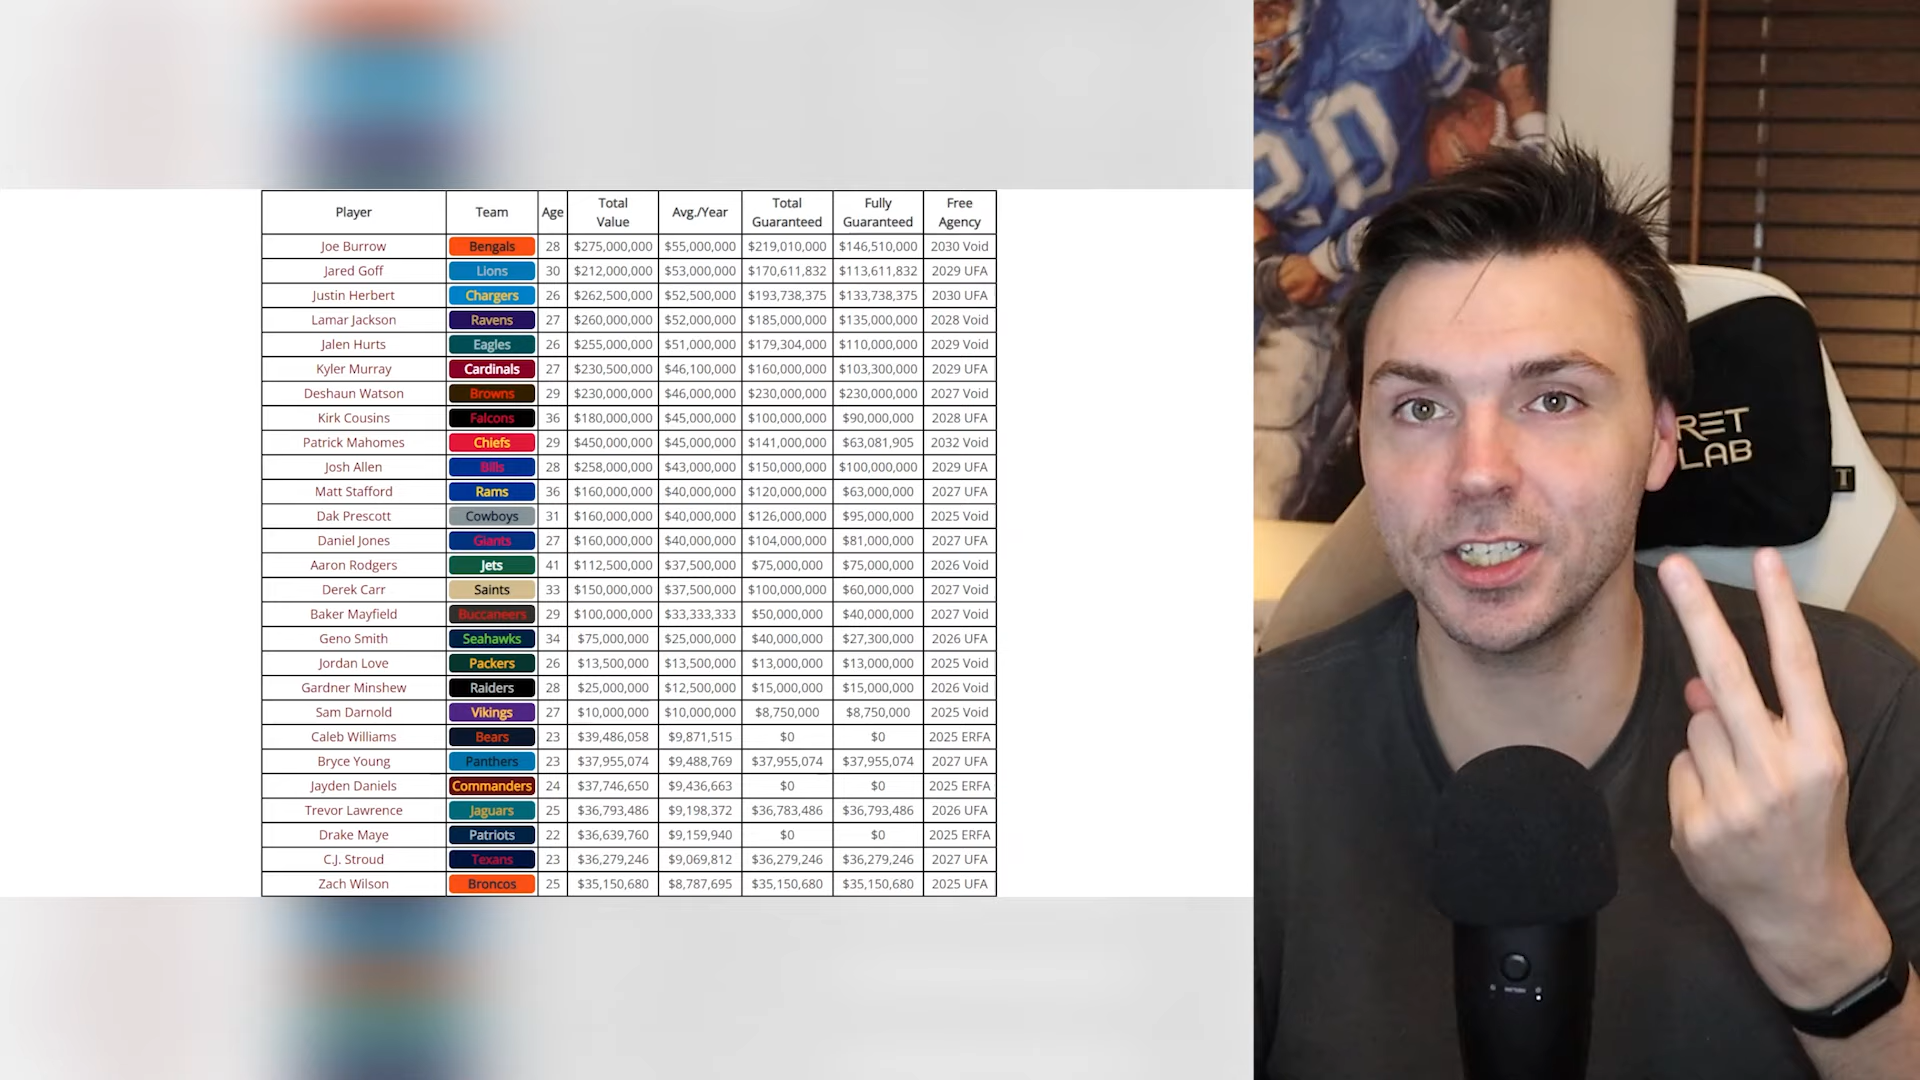 Player Team Age Total Value Avg./Year Total Guaranteed Fully Guaranteed Free Agency
Joe Burrow Bengals 28 $275,000,000 $55,000,000 $219,010,000 $146,510,000 2030 Void
Jared Goff Lions 30 $212,000,000 $53,000,000 $170,611,832 $113,611,832 2029 UFA
Justin Herbert Chargers 26 $262,500,000 $52,500,000 $193,738,375 $133,738,375 2030 UFA
Lamar Jackson Ravens 27 $260,000,000 $52,000,000 $185,000,000 $135,000,000 2028 Void
Jalen Hurts Eagles 26 $255,000,000 $51,000,000 $179,304,000 $110,000,000 2029 Void
Kyler Murray Cardinals 27 $230,500,000 $46,100,000 $160,000,000 $103,300,000 2029 UFA
Deshaun Watson Browns 29 $230,000,000 $46,000,000 $230,000,000 $230,000,000 2027 Void
Kirk Cousins Falcons 36 $180,000,000 $45,000,000 $100,000,000 $90,000,000 2028 UFA
Patrick Mahomes Chiefs 29 $450,000,000 $45,000,000 $141,000,000 $63,081,905 2032 Void
Josh Allen Bills 28 $258,000,000 $43,000,000 $150,000,000 $100,000,000 2029 UFA
Matt Stafford Rams 36 $160,000,000 $40,000,000 $120,000,000 $63,000,000 2027 UFA
Dak Prescott Cowboys 31 $160,000,000 $40,000,000 $126,000,000 $95,000,000 2025 Void
Daniel Jones Giants 27 $160,000,000 $40,000,000 $104,000,000 $81,000,000 2027 UFA
Aaron Rodgers Jets 41 $112,500,000 $37,500,000 $75,000,000 $75,000,000 2026 Void
Derek Carr Saints 33 $150,000,000 $37,500,000 $100,000,000 $60,000,000 2027 Void
Baker Mayfield Buccaneers 29 $100,000,000 $33,333,333 $50,000,000 $40,000,000 2027 Void
Geno Smith Seahawks 34 $75,000,000 $25,000,000 $40,000,000 $27,300,000 2026 UFA
Jordan Love Packers 26 $13,500,000 $13,500,000 $13,000,000 $13,000,000 2025 Void
Gardner Minshew Raiders 28 $25,000,000 $12,500,000 $15,000,000 $15,000,000 2026 Void
Sam Darnold Vikings 27 $10,000,000 $10,000,000 $8,750,000 $8,750,000 2025 Void
Caleb Williams Bears 23 $39,486,058 $9,871,515 $0 $0 2025 ERFA
Bryce Young Panthers 23 $37,955,074 $9,488,769 $37,955,074 $37,955,074 2027 UFA
Jayden Daniels Commanders 24 $37,746,650 $9,436,663 $0 $0 2025 ERFA
Trevor Lawrence Jaguars 25 $36,793,486 $9,198,372 $36,783,486 $36,793,486 2026 UFA
Drake Maye Patriots 22 $36,639,760 $9,159,940 $0 $0 2025 ERFA
C.J. Stroud Texans 23 $36,279,246 $9,069,812 $36,279,246 $36,279,246 2027 UFA
Zach Wilson Broncos 25 $35,150,680 $8,787,695 $35,150,680 $35,150,680 2025 UFA
RET
LAB